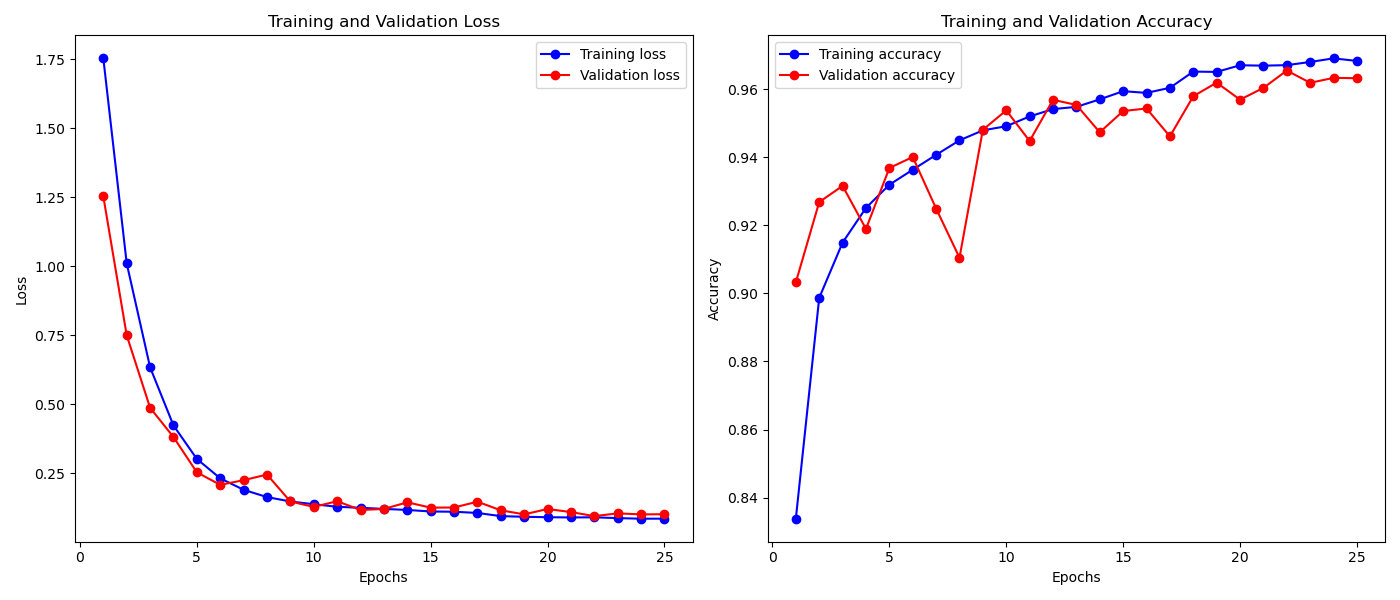 Training and Validation Loss
Training loss
Validation loss
1.75
1.50
1.25
1.00
0.75
0.50
0.25
Loss
0 5 10 15 20 25
Epochs
Training and Validation Accuracy
Training accuracy
Validation accuracy
0.96
0.94
0.92
0.90
0.88
0.86
0.84
Accuracy
0 5 10 15 20 25
Epochs